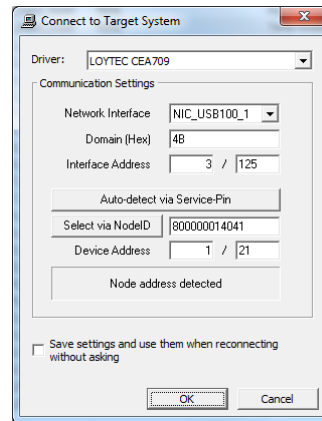 Connect to Target System
Driver: LOYTEC CEA709
Communication Settings
Network Interface NIC_USB100_1
Domain (Hex) 4B
Interface Address 3 / 125
Auto-detect via Service-Pin
Select via NodeID 800000014041
Device Address 1 / 21
Node address detected
Save settings and use them when reconnecting
without asking
OK Cancel